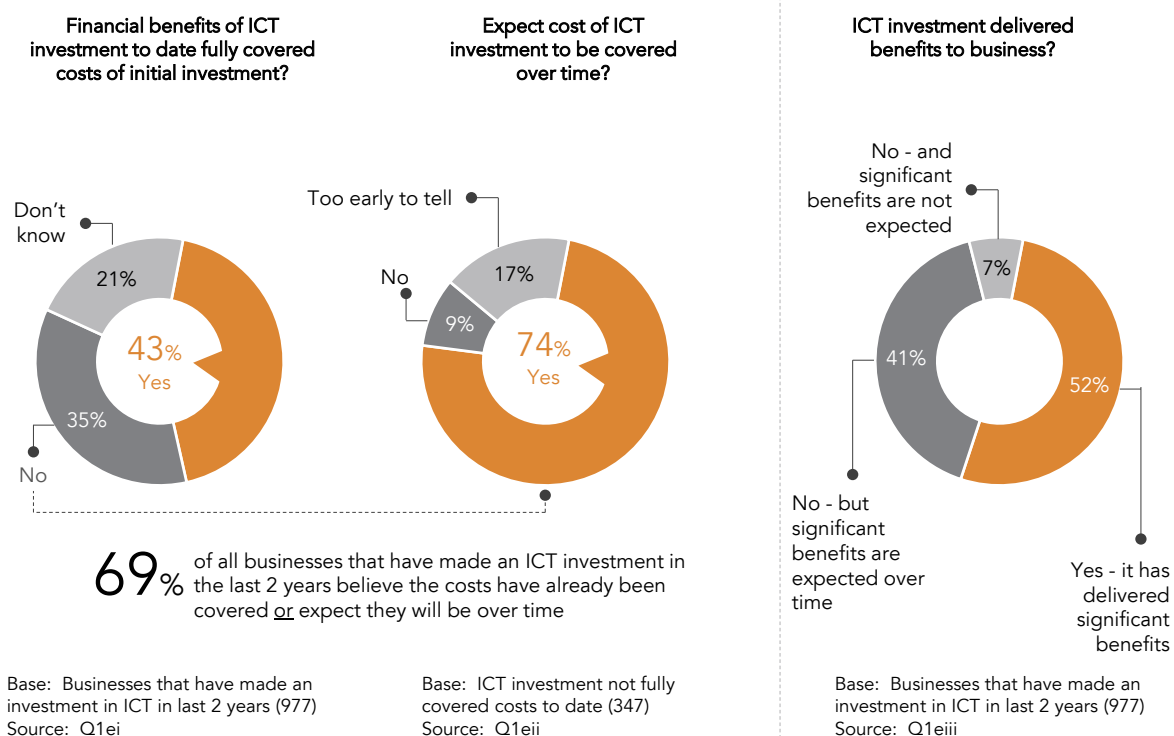 Financial benefits of ICT
investment to date fully covered
costs of initial investment?
Don't
know
21%
43%
Yes
35%
No
Expect cost of ICT
investment to be covered
over time?
Too early to tell
17%
No
9%
74%
Yes
69%
of all businesses that have made an ICT investment in
the last 2 years believe the costs have already been
covered or expect they will be over time
Base: Businesses that have made an
investment in ICT in last 2 years (977)
Source: Q1ei
Base: ICT investment not fully
covered costs to date (347)
Source: Q1eii
ICT investment delivered
benefits to business?
No - and
significant
benefits are not
expected
7%
41%
52%
No - but
significant
benefits are
expected over
time
Yes - it has
delivered
significant
benefits
Base: Businesses that have made an
investment in ICT in last 2 years (977)
Source: Q1eiii